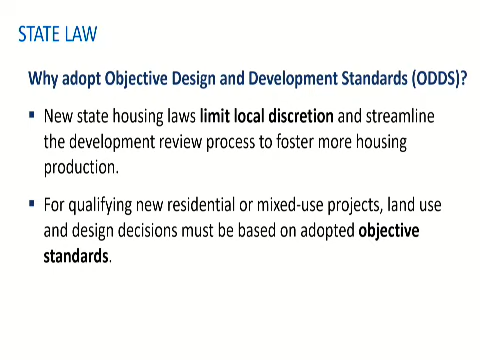 STATE LAW
Why adopt Objective Design and Development Standards (ODDS)?
▪ New state housing laws limit local discretion and streamline
the development review process to foster more housing
production.
▪ For qualifying new residential or mixed-use projects, land use
and design decisions must be based on adopted objective
standards.